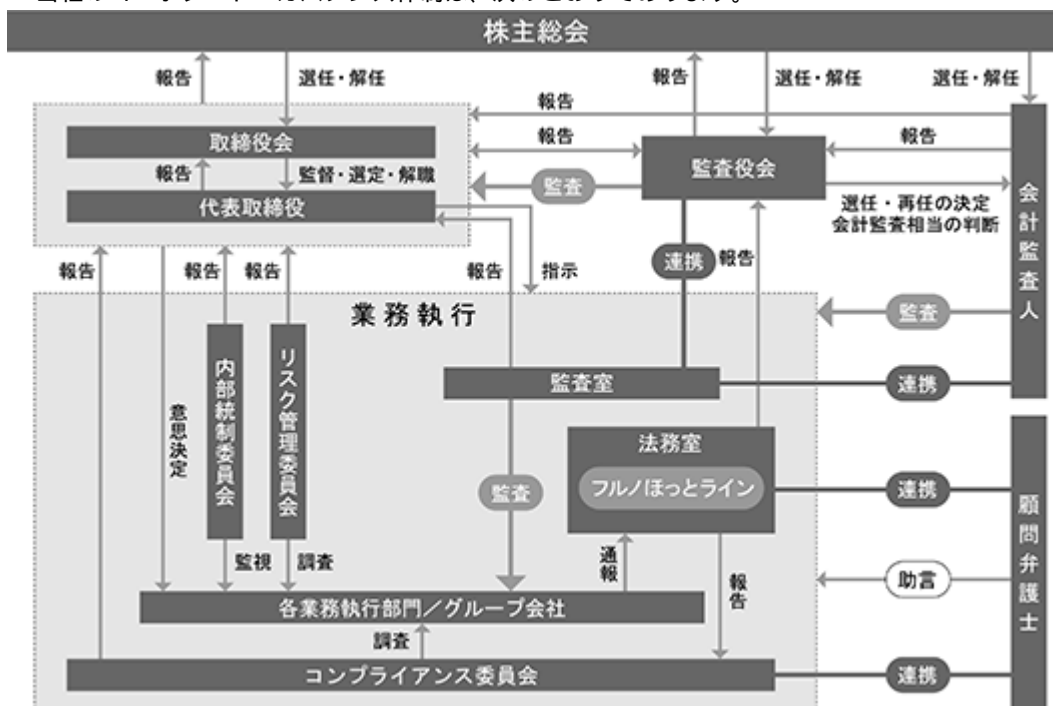 株主総会
報告
選任・解任
報告
選任・解任
選任・解任
報告
取締役会
報告
監査役会
報告
報告
監督・選定・解職
監査
代表取締役
選任・再任の決定
会計監査相当の判断
会計監査人
連携
報告
報告
報告
報告
報告
指示
業務執行
監査
内部統制委員会
リスク管理委員会
監査室
連携
意思決定
法務室
フルノほっとライン
監査
連携
顧問弁護士
監視
調査
通報
報告
助言
各業務執行部門/グループ会社
調査
コンプライアンス委員会
連携